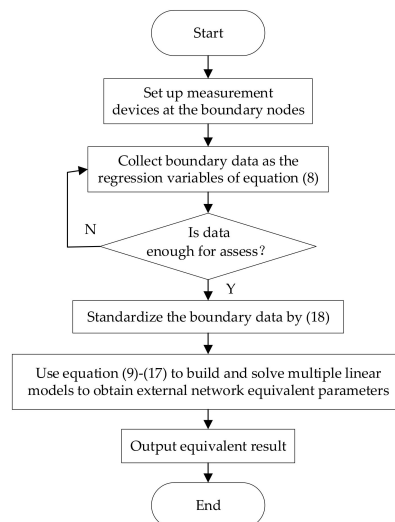 Start
Set up measurement
devices at the boundary nodes
Collect boundary data as the
regression variables of equation (8)
N
Is data
enough for assess?
Y
Standardize the boundary data by (18)
Use equation (9)-(17) to build and solve multiple linear
models to obtain external network equivalent parameters
Output equivalent result
End